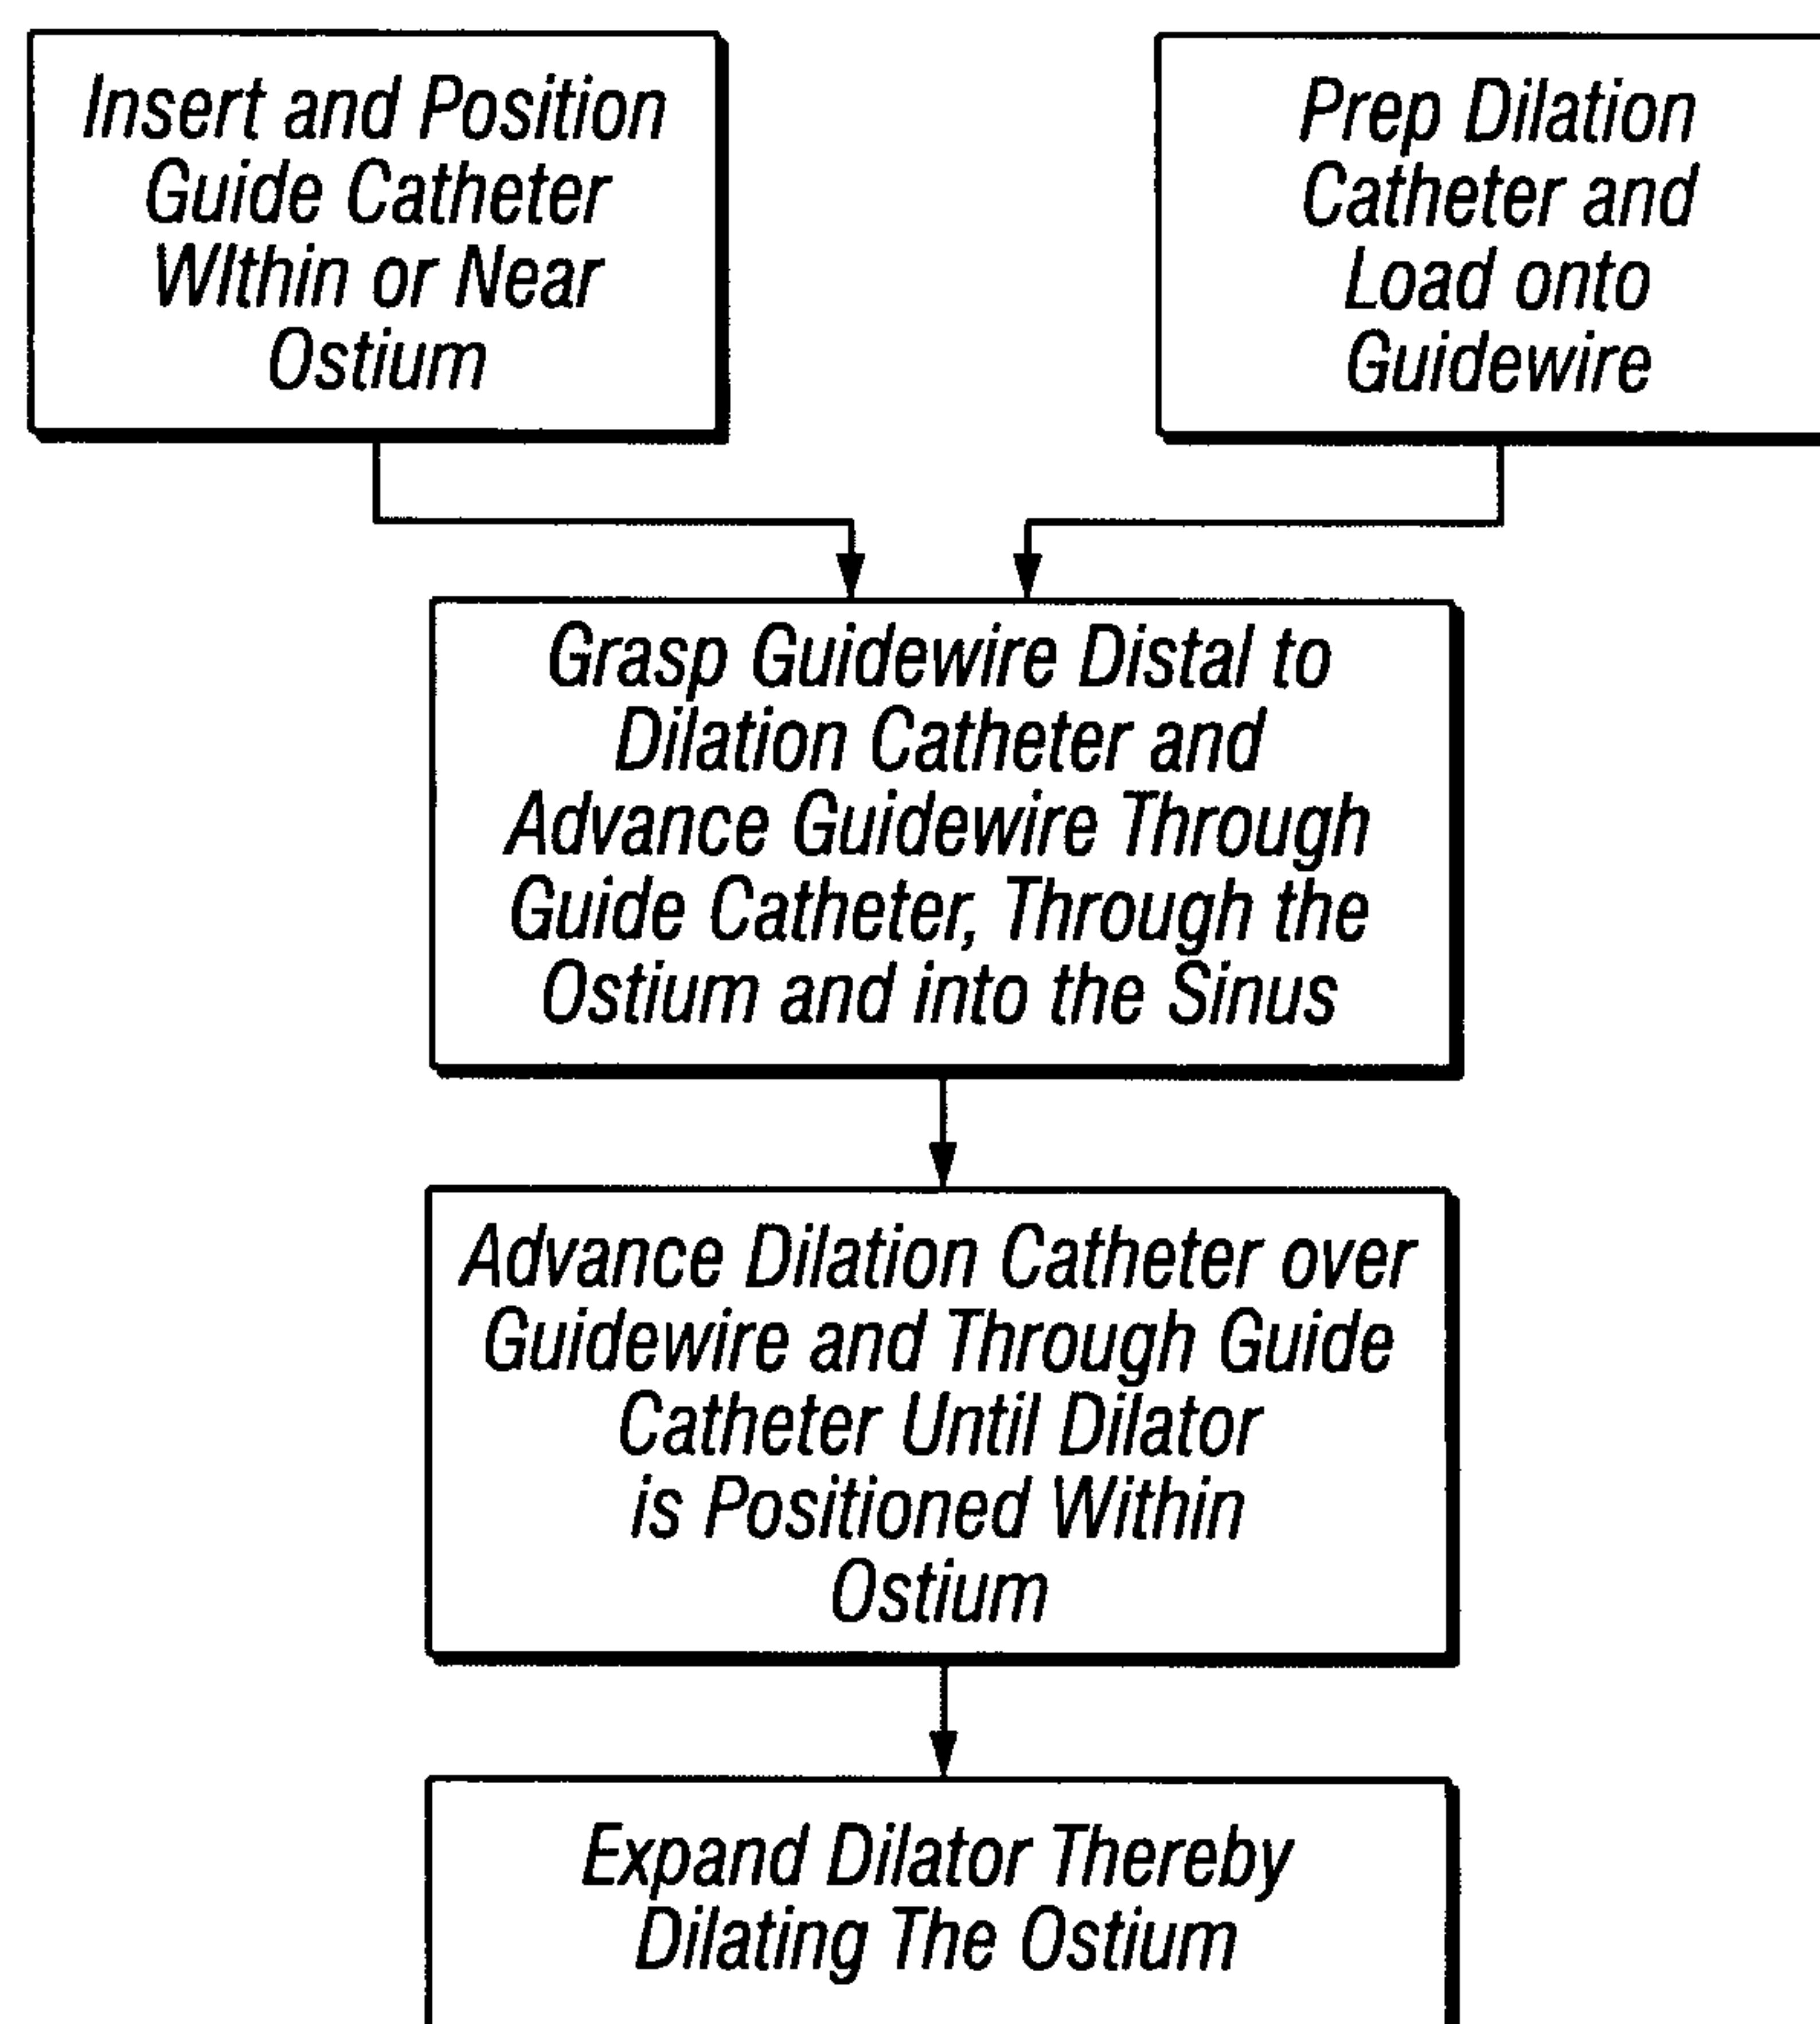 Insert and Position
Guide Catheter
WIthin or Near
Ostium
Prep Dilation
Catheter and
Load onto
Guidewire
Grasp Guidewire Distal to
Dilation Catheter and
Advance Guidewire Through
Guide Catheter, Through the
Ostium and into the Sinus
Advance Dilation Catheter over
Guidewire and Through Guide
Catheter Until Dilator
is Positioned Within
Ostium
Expand Dilator Thereby
Dilating The Ostium